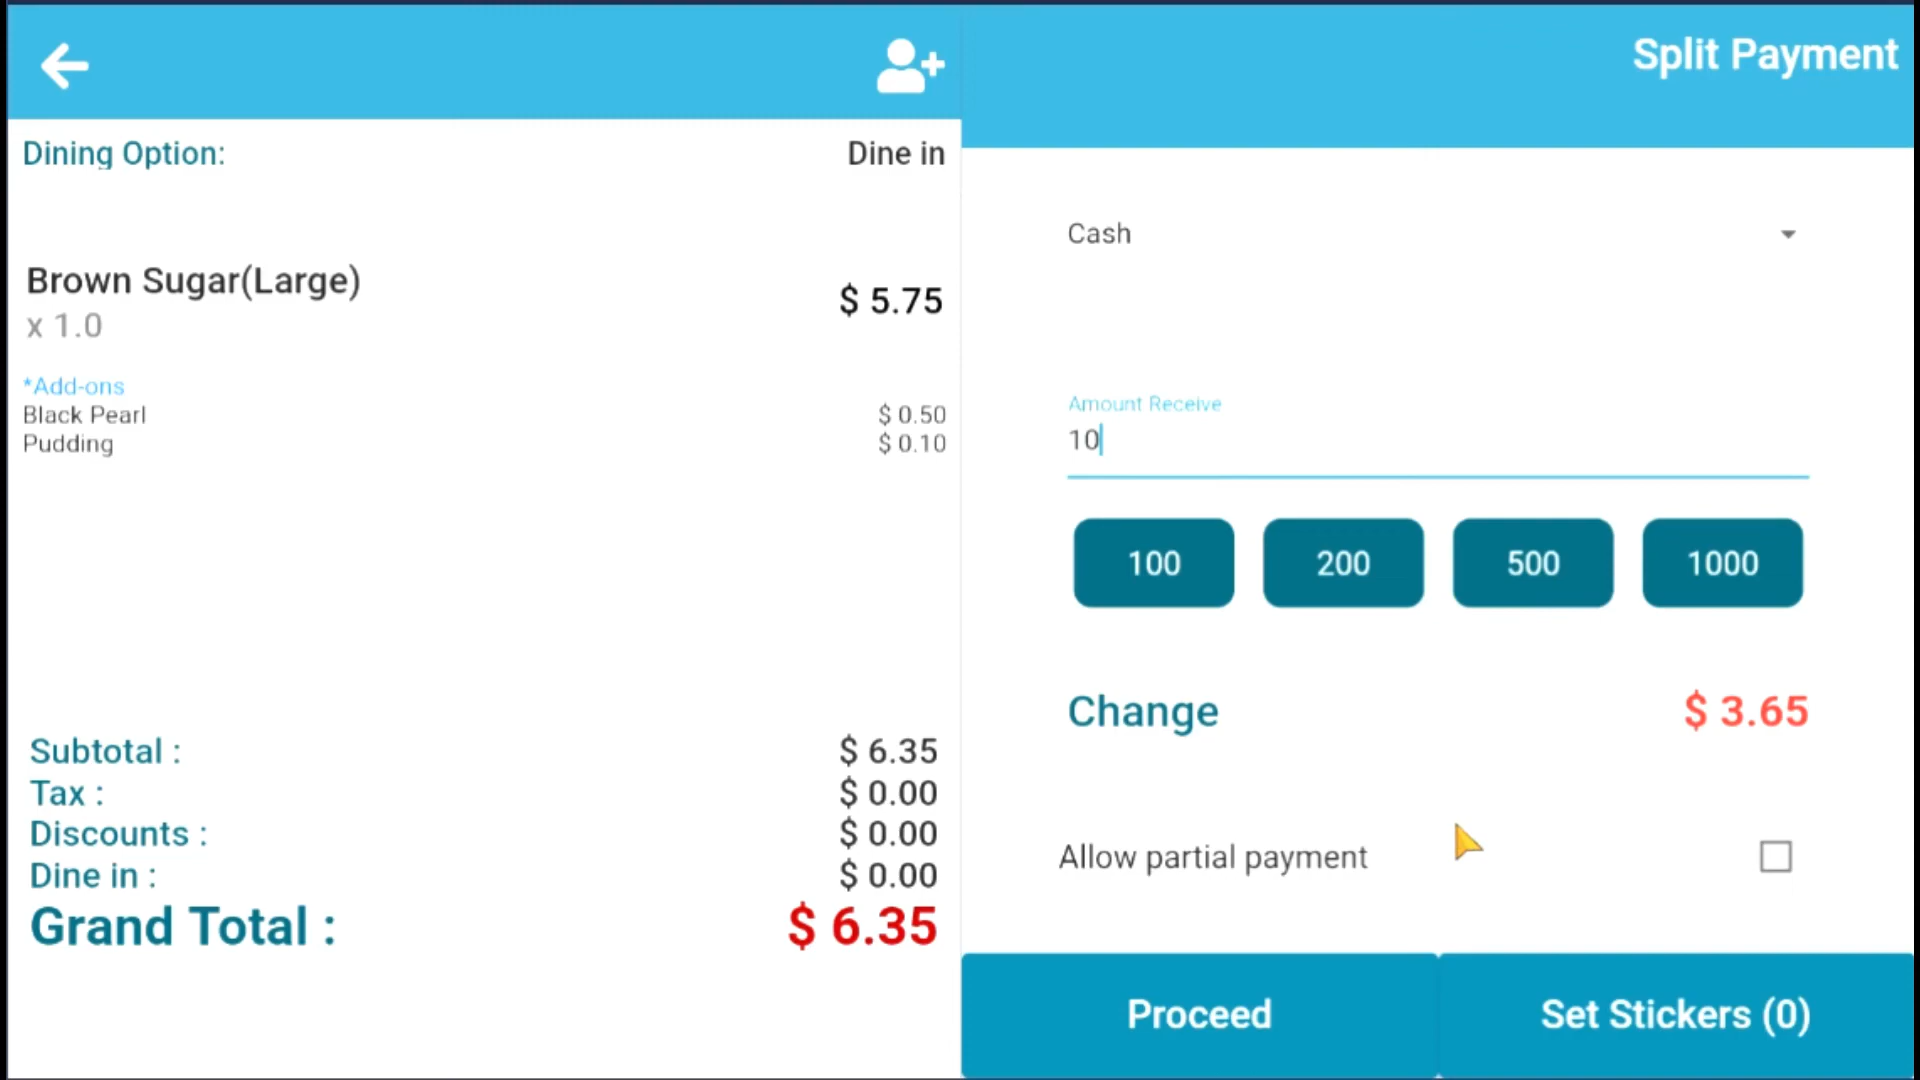 Split Payment
Dining Option: Dine in
Brown Sugar(Large)
x 1.0
$ 5.75
*Add-ons
Black Pearl $ 0.50
Pudding $ 0.10
Subtotal : $ 6.35
Tax : $ 0.00
Discounts : $ 0.00
Dine in : $ 0.00
Grand Total : $ 6.35
Cash
Amount Receive
10
100 200 500 1000
Change $ 3.65
Allow partial payment
Proceed Set Stickers (0)